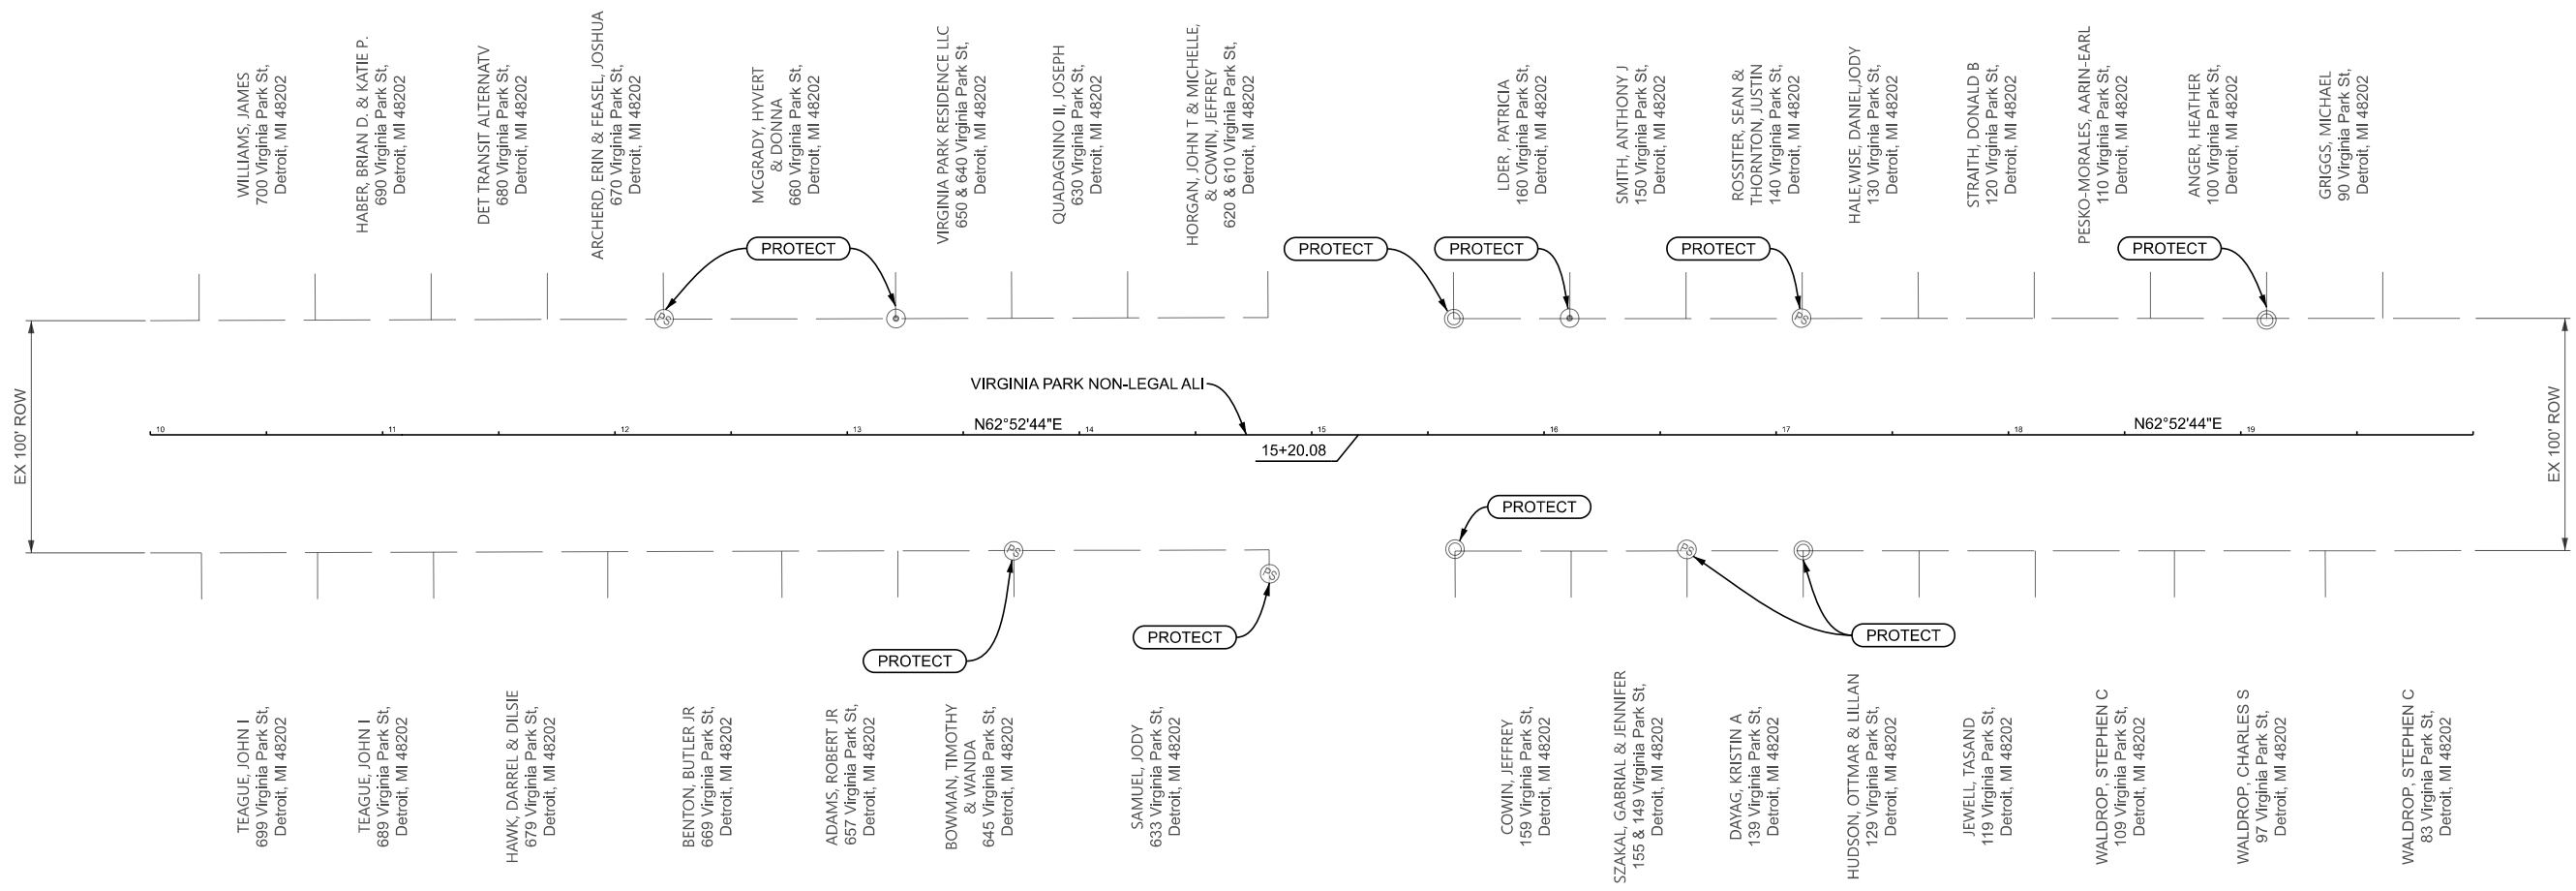 WILLIAMS, JAMES
700 Virginia Park St,
Detroit, MI 48202
HABER, BRIAN D. & KATIE P.
690 Virginia Park St,
Detroit, MI 48202
DET TRANSIT ALTERNATV
680 Virginia Park St,
Detroit, MI 48202
ARCHERD, ERIN & FEASEL, JOSHUA
670 Virginia Park St,
Detroit, MI 48202
MCGRADY, HYVERT
& DONNA
660 Virginia Park St,
Detroit, MI 48202
VIRGINIA PARK RESIDENCE LLC
650 & 640 Virginia Park St,
Detroit, MI 48202
QUADAGNINO II, JOSEPH
630 Virginia Park St,
Detroit, MI 48202
HORGAN, JOHN T & MICHELLE,
& COWIN, JEFFREY
620 & 610 Virginia Park St,
Detroit, MI 48202
LDER , PATRICIA
160 Virginia Park St,
Detroit, MI 48202
SMITH, ANTHONY J
150 Virginia Park St,
Detroit, MI 48202
ROSSITER, SEAN &
THORNTON, JUSTIN
140 Virginia Park St,
Detroit, MI 48202
HALE,WISE, DANIEL,JODY
130 Virginia Park St,
Detroit, MI 48202
STRAITH, DONALD B
120 Virginia Park St,
Detroit, MI 48202
PESKO-MORALES, AARIN-EARL
110 Virginia Park St,
Detroit, MI 48202
ANGER, HEATHER
100 Virginia Park St,
Detroit, MI 48202
GRIGGS, MICHAEL
90 Virginia Park St,
Detroit, MI 48202
PROTECT
PROTECT
PROTECT
PROTECT
PROTECT
PS
PS
EX 100' ROW
VIRGINIA PARK NON-LEGAL ALI
EX 100' ROW
N62°52'44"E
N62°52'44"E
10
11
12
13
14
15
16
17
18
19
15+20.08
PROTECT
PS
PS
PS
PROTECT
PROTECT
PROTECT
TEAGUE, JOHN I
699 Virginia Park St,
Detroit, MI 48202
TEAGUE, JOHN I
689 Virginia Park St,
Detroit, MI 48202
HAWK, DARREL & DILSIE
679 Virginia Park St,
Detroit, MI 48202
BENTON, BUTLER JR
669 Virginia Park St,
Detroit, MI 48202
ADAMS, ROBERT JR
657 Virginia Park St,
Detroit, MI 48202
BOWMAN, TIMOTHY
& WANDA
645 Virginia Park St,
Detroit, MI 48202
SAMUEL, JODY
633 Virginia Park St,
Detroit, MI 48202
COWIN, JEFFREY
159 Virginia Park St,
Detroit, MI 48202
SZAKAL, GABRIAL & JENNIFER
155 & 149 Virginia Park St,
Detroit, MI 48202
DAYAG, KRISTIN A
139 Virginia Park St,
Detroit, MI 48202
HUDSON, OTTMAR & LILLAN
129 Virginia Park St,
Detroit, MI 48202
JEWELL, TASAND
119 Virginia Park St,
Detroit, MI 48202
WALDROP, STEPHEN C
109 Virginia Park St,
Detroit, MI 48202
WALDROP, CHARLES S
97 Virginia Park St,
Detroit, MI 48202
WALDROP, STEPHEN C
83 Virginia Park St,
Detroit, MI 48202